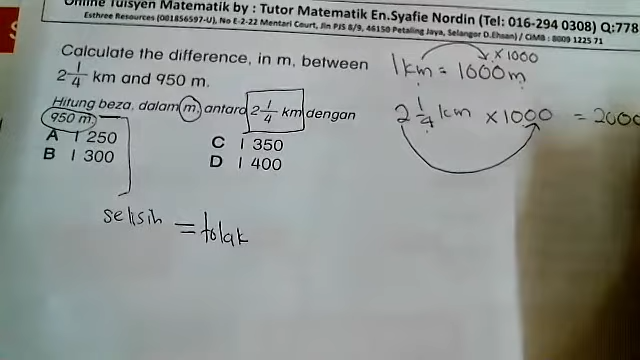 Online Tuisyen Matematik by : Tutor Matematik En.Syafie Nordin (Tel: 016-294 0308) Q:778
Esthree Resources (001856597-U), No E-2-22 Mentari Court, Jln PJS 8/9, 46150 Petaling Jaya, Selangor D.Ehsan) / CIMB : 8009 1225 71
Calculate the difference, in m, between
2 1/4 km and 950 m.
Hitung beza, dalam m, antara 2 1/4 km dengan
950 m.
A 1 250
B 1 300
C 1 350
D 1 400
× 1000
1 km = 1000 m
2 1/4 km × 1000 = 2000
selisih = tolak